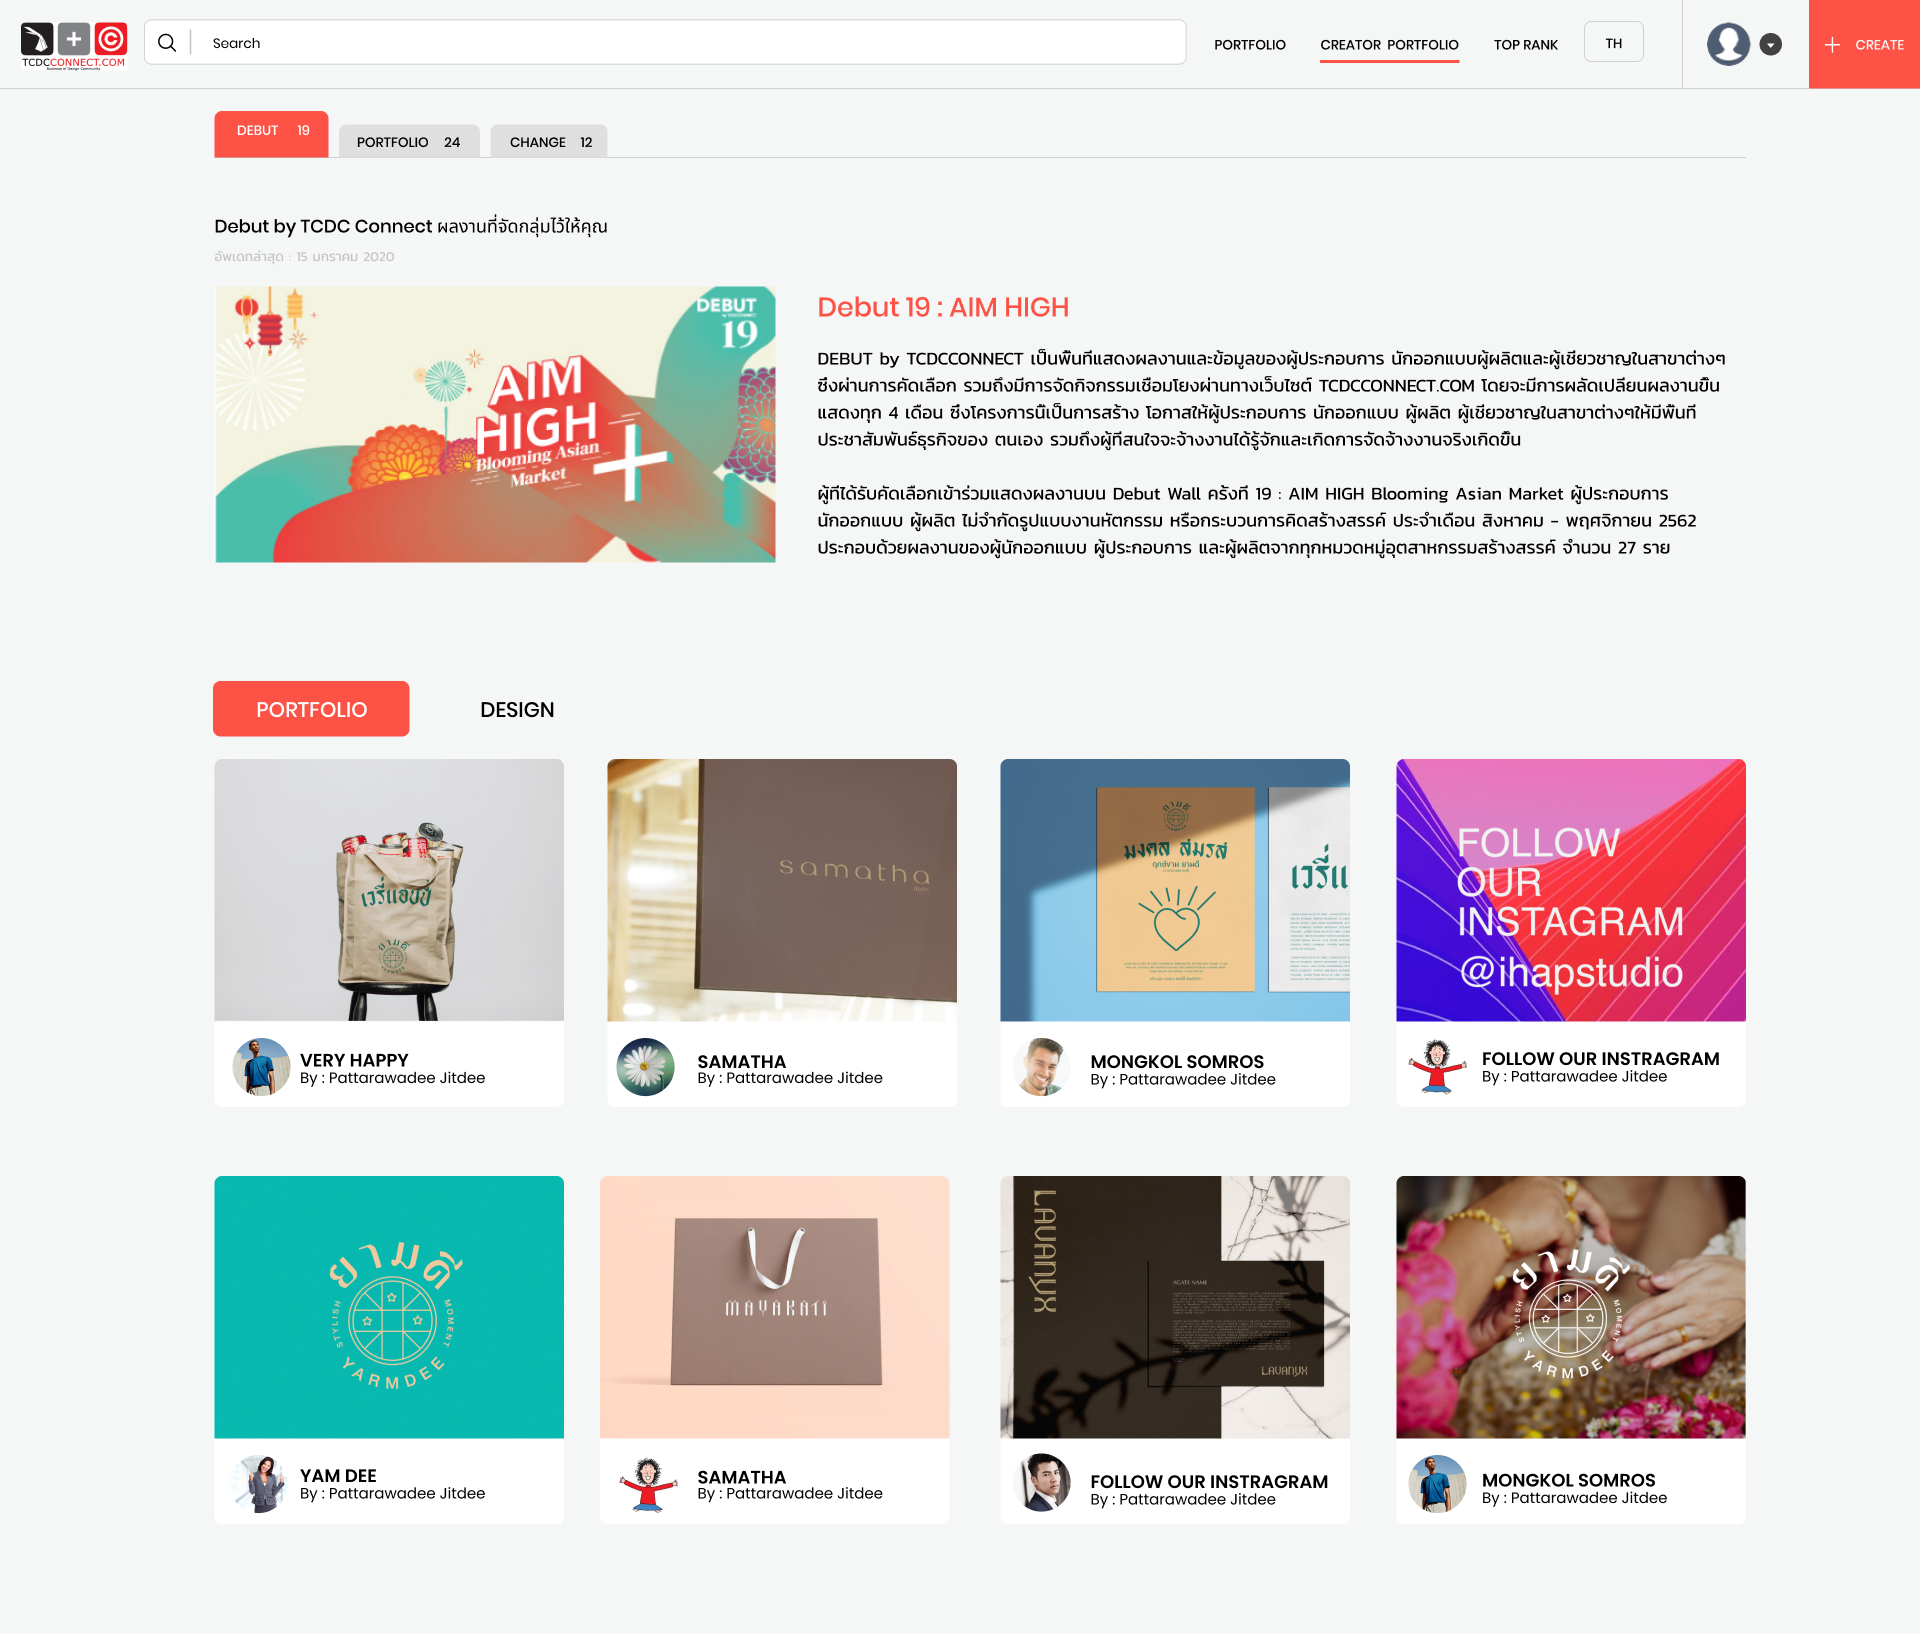 TCDCCONNECT.COM
Business of Design Community
Search
PORTFOLIO
CREATOR PORTFOLIO
TOP RANK
TH
CREATE
DEBUT 19
PORTFOLIO 24
CHANGE 12
Debut by TCDC Connect ผลงานที่จัดกลุ่มไว้ให้คุณ
อัพเดทล่าสุด : 15 มกราคม 2020
DEBUT
by TCDCCONNECT
19
AIM
HIGH
Blooming Asian
Market
Debut 19 : AIM HIGH
DEBUT by TCDCCONNECT เป็นพื้นที่แสดงผลงานและข้อมูลของผู้ประกอบการ นักออกแบบผู้ผลิตและผู้เชี่ยวชาญในสาขาต่างๆ
ซึ่งผ่านการคัดเลือก รวมถึงมีการจัดกิจกรรมเชื่อมโยงผ่านทางเว็บไซต์ TCDCCONNECT.COM โดยจะมีการผลัดเปลี่ยนผลงานขึ้น
แสดงทุก 4 เดือน ซึ่งโครงการนี้เป็นการสร้าง โอกาสให้ผู้ประกอบการ นักออกแบบ ผู้ผลิต ผู้เชี่ยวชาญในสาขาต่างๆให้มีพื้นที่
ประชาสัมพันธ์ธุรกิจของ ตนเอง รวมถึงผู้ที่สนใจจะจ้างงานได้รู้จักและเกิดการจัดจ้างงานจริงเกิดขึ้น
ผู้ที่ได้รับคัดเลือกเข้าร่วมแสดงผลงานบน Debut Wall ครั้งที่ 19 : AIM HIGH Blooming Asian Market ผู้ประกอบการ
นักออกแบบ ผู้ผลิต ไม่จำกัดรูปแบบงานหัตกรรม หรือกระบวนการคิดสร้างสรรค์ ประจำเดือน สิงหาคม - พฤศจิกายน 2562
ประกอบด้วยผลงานของผู้นักออกแบบ ผู้ประกอบการ และผู้ผลิตจากทุกหมวดหมู่อุตสาหกรรมสร้างสรรค์ จำนวน 27 ราย
PORTFOLIO
DESIGN
เวรี่แฮปปี้
ยามดี
YARMDEE
samatha
ยามดี
มงคล สมรส
ฤกษ์งาม ยามดี
เวรี่แ
FOLLOW
OUR
INSTAGRAM
@ihapstudio
VERY HAPPY
By : Pattarawadee Jitdee
SAMATHA
By : Pattarawadee Jitdee
MONGKOL SOMROS
By : Pattarawadee Jitdee
FOLLOW OUR INSTRAGRAM
By : Pattarawadee Jitdee
ยามดี
STYLISH
MOMENT
YARMDEE
MAYAKATI
LAVANYX
AGATE NAME
LAVANYX
ยามดี
STYLISH
MOMENT
YARMDEE
YAM DEE
By : Pattarawadee Jitdee
SAMATHA
By : Pattarawadee Jitdee
FOLLOW OUR INSTRAGRAM
By : Pattarawadee Jitdee
MONGKOL SOMROS
By : Pattarawadee Jitdee